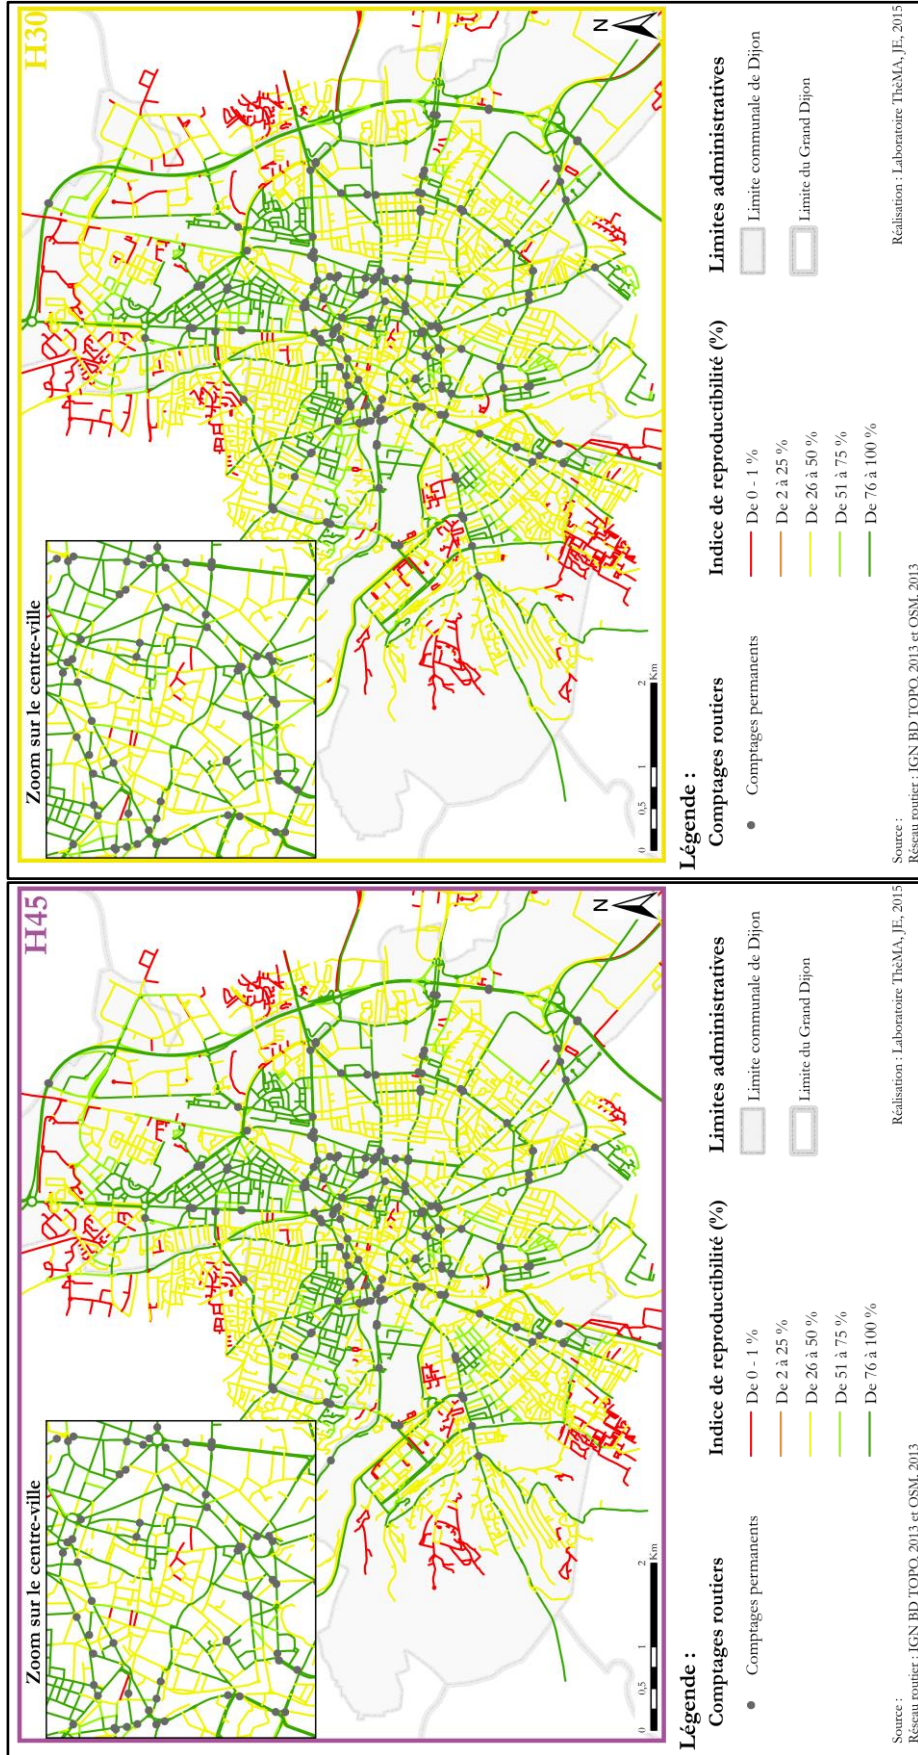 H45
Zoom sur le centre-ville
N
0 0,5 1 2
Km
Légende :
Comptages routiers
Comptages permanents
Indice de reproductibilité (%)
De 0 - 1 %
De 2 à 25 %
De 26 à 50 %
De 51 à 75 %
De 76 à 100 %
Limites administratives
Limite communale de Dijon
Limite du Grand Dijon
Source :
Réseau routier : IGN BD TOPO, 2013 et OSM, 2013
Réalisation : Laboratoire ThéMA, JE, 2015
H30
Zoom sur le centre-ville
N
0 0,5 1 2
Km
Légende :
Comptages routiers
Comptages permanents
Indice de reproductibilité (%)
De 0 - 1 %
De 2 à 25 %
De 26 à 50 %
De 51 à 75 %
De 76 à 100 %
Limites administratives
Limite communale de Dijon
Limite du Grand Dijon
Source :
Réseau routier : IGN BD TOPO, 2013 et OSM, 2013
Réalisation : Laboratoire ThéMA, JE, 2015